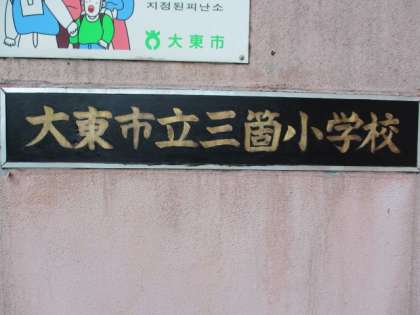 지정된피난소
大東市
大東市立三箇小学校